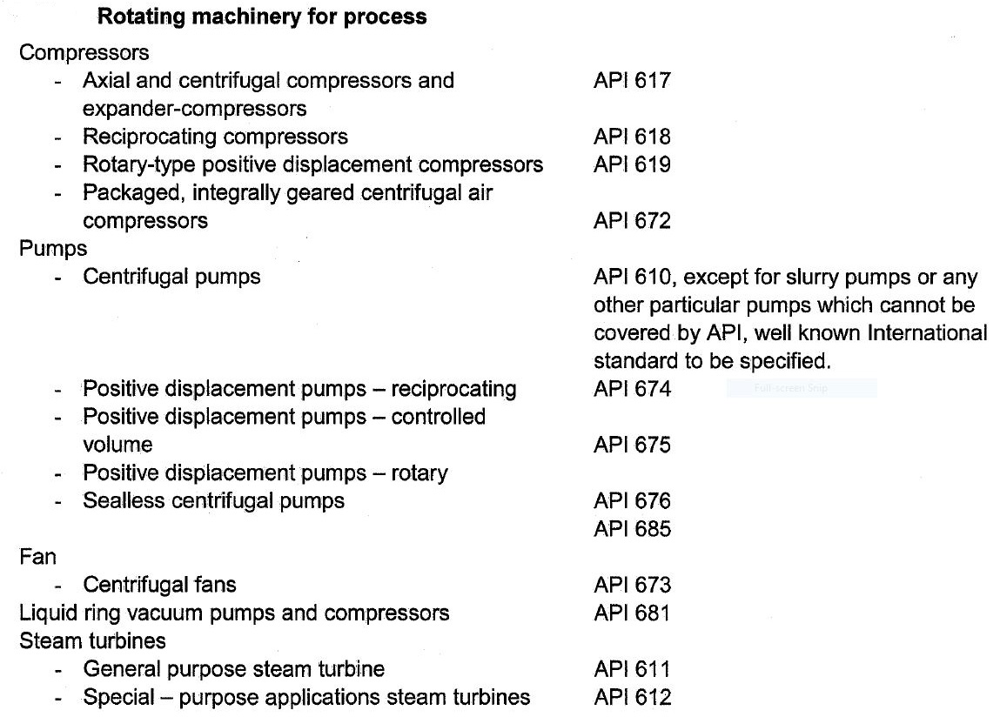 Rotating machinery for process
Compressors
- Axial and centrifugal compressors and API 617
expander-compressors
- Reciprocating compressors API 618
- Rotary-type positive displacement compressors API 619
- Packaged, integrally geared centrifugal air
compressors API 672
Pumps
- Centrifugal pumps API 610, except for slurry pumps or any
other particular pumps which cannot be
covered by API, well known International
standard to be specified.
- Positive displacement pumps – reciprocating API 674
Full-screen Snip
- Positive displacement pumps – controlled
volume API 675
- Positive displacement pumps – rotary
- Sealless centrifugal pumps API 676
API 685
Fan
- Centrifugal fans API 673
Liquid ring vacuum pumps and compressors API 681
Steam turbines
- General purpose steam turbine API 611
- Special – purpose applications steam turbines API 612